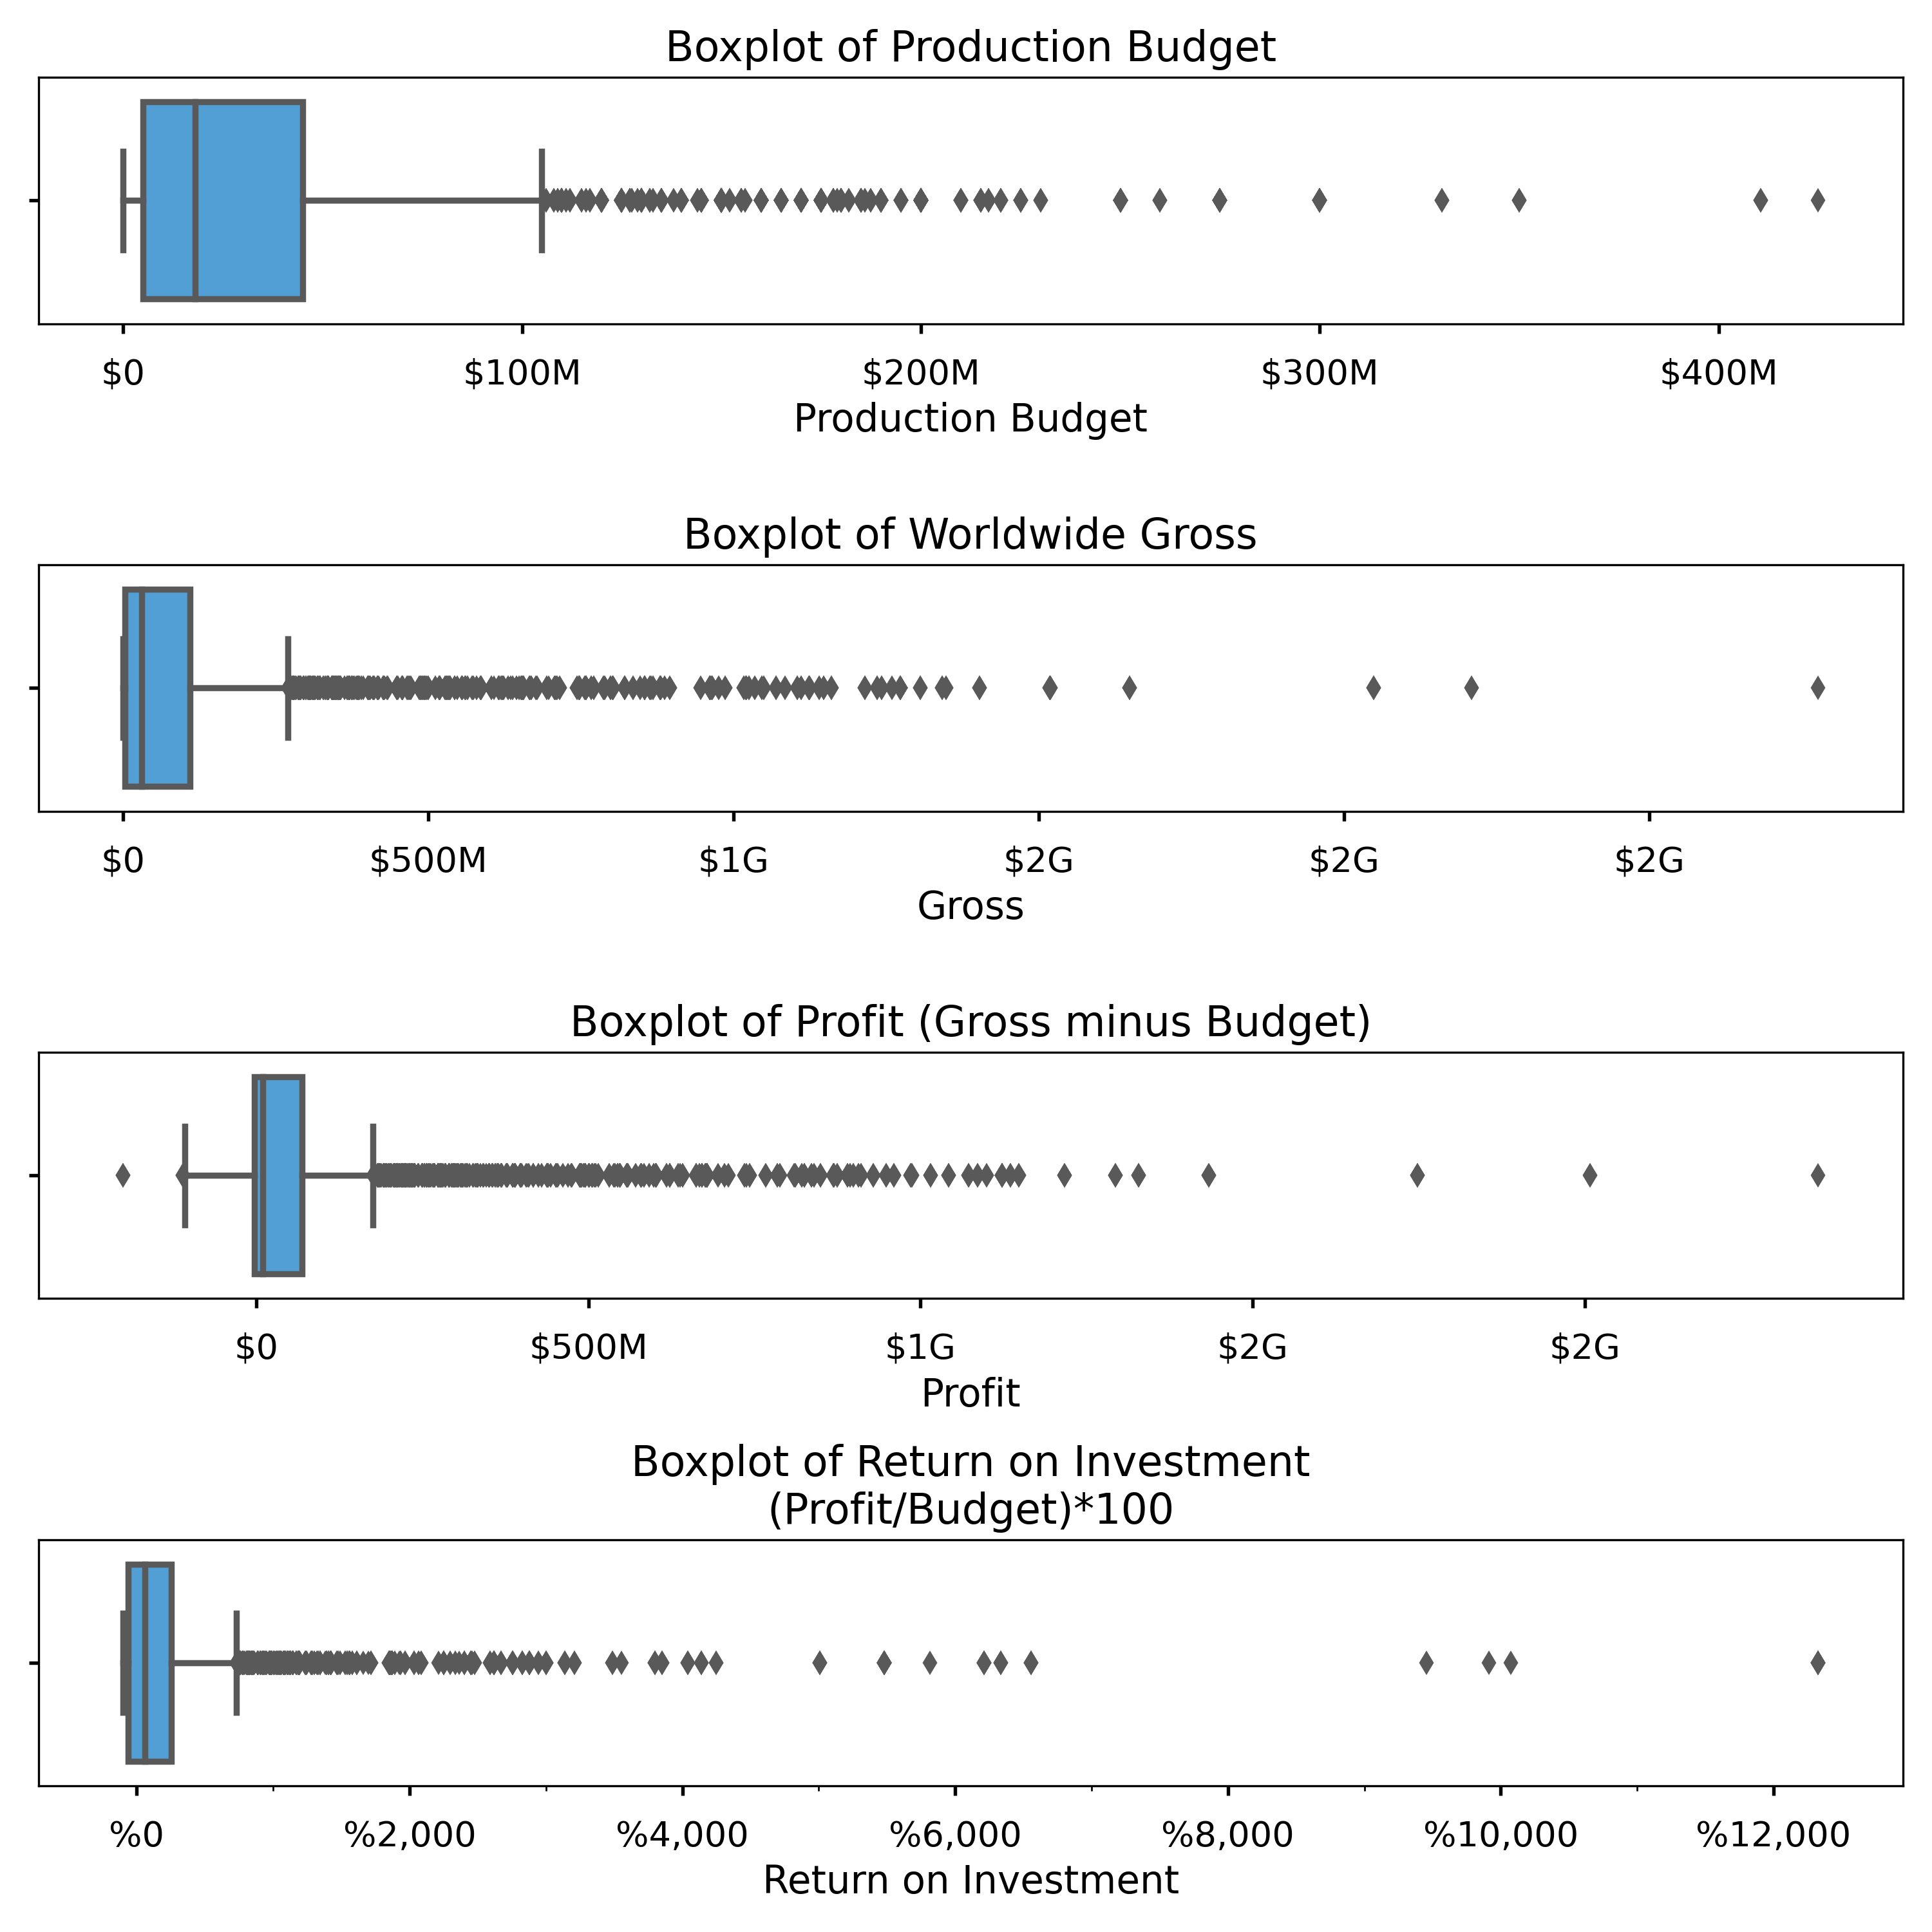 Boxplot of Production Budget
$0 $100M $200M $300M $400M
Production Budget
Boxplot of Worldwide Gross
$0 $500M $1G $2G $2G $2G
Gross
Boxplot of Profit (Gross minus Budget)
$0 $500M $1G $2G $2G
Profit
Boxplot of Return on Investment
(Profit/Budget)*100
%0 %2,000 %4,000 %6,000 %8,000 %10,000 %12,000
Return on Investment